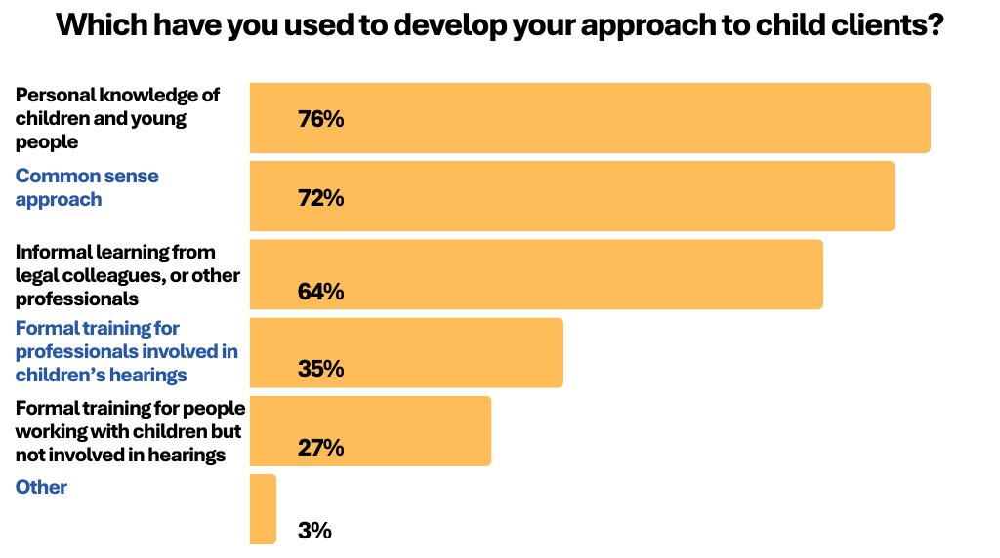 Which have you used to develop your approach to child clients?
Personal knowledge of
children and young
people
76%
Common sense
approach
72%
Informal learning from
legal colleagues, or other
professionals
64%
Formal training for
professionals involved in
children’s hearings
35%
Formal training for people
working with children but
not involved in hearings
27%
Other
3%